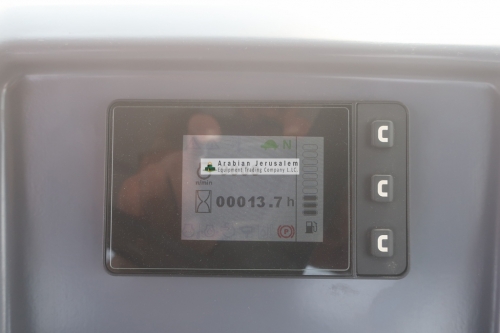 N
Arabian Jerusalem
Equipment Trading Company L.L.C
00013.7 h
P